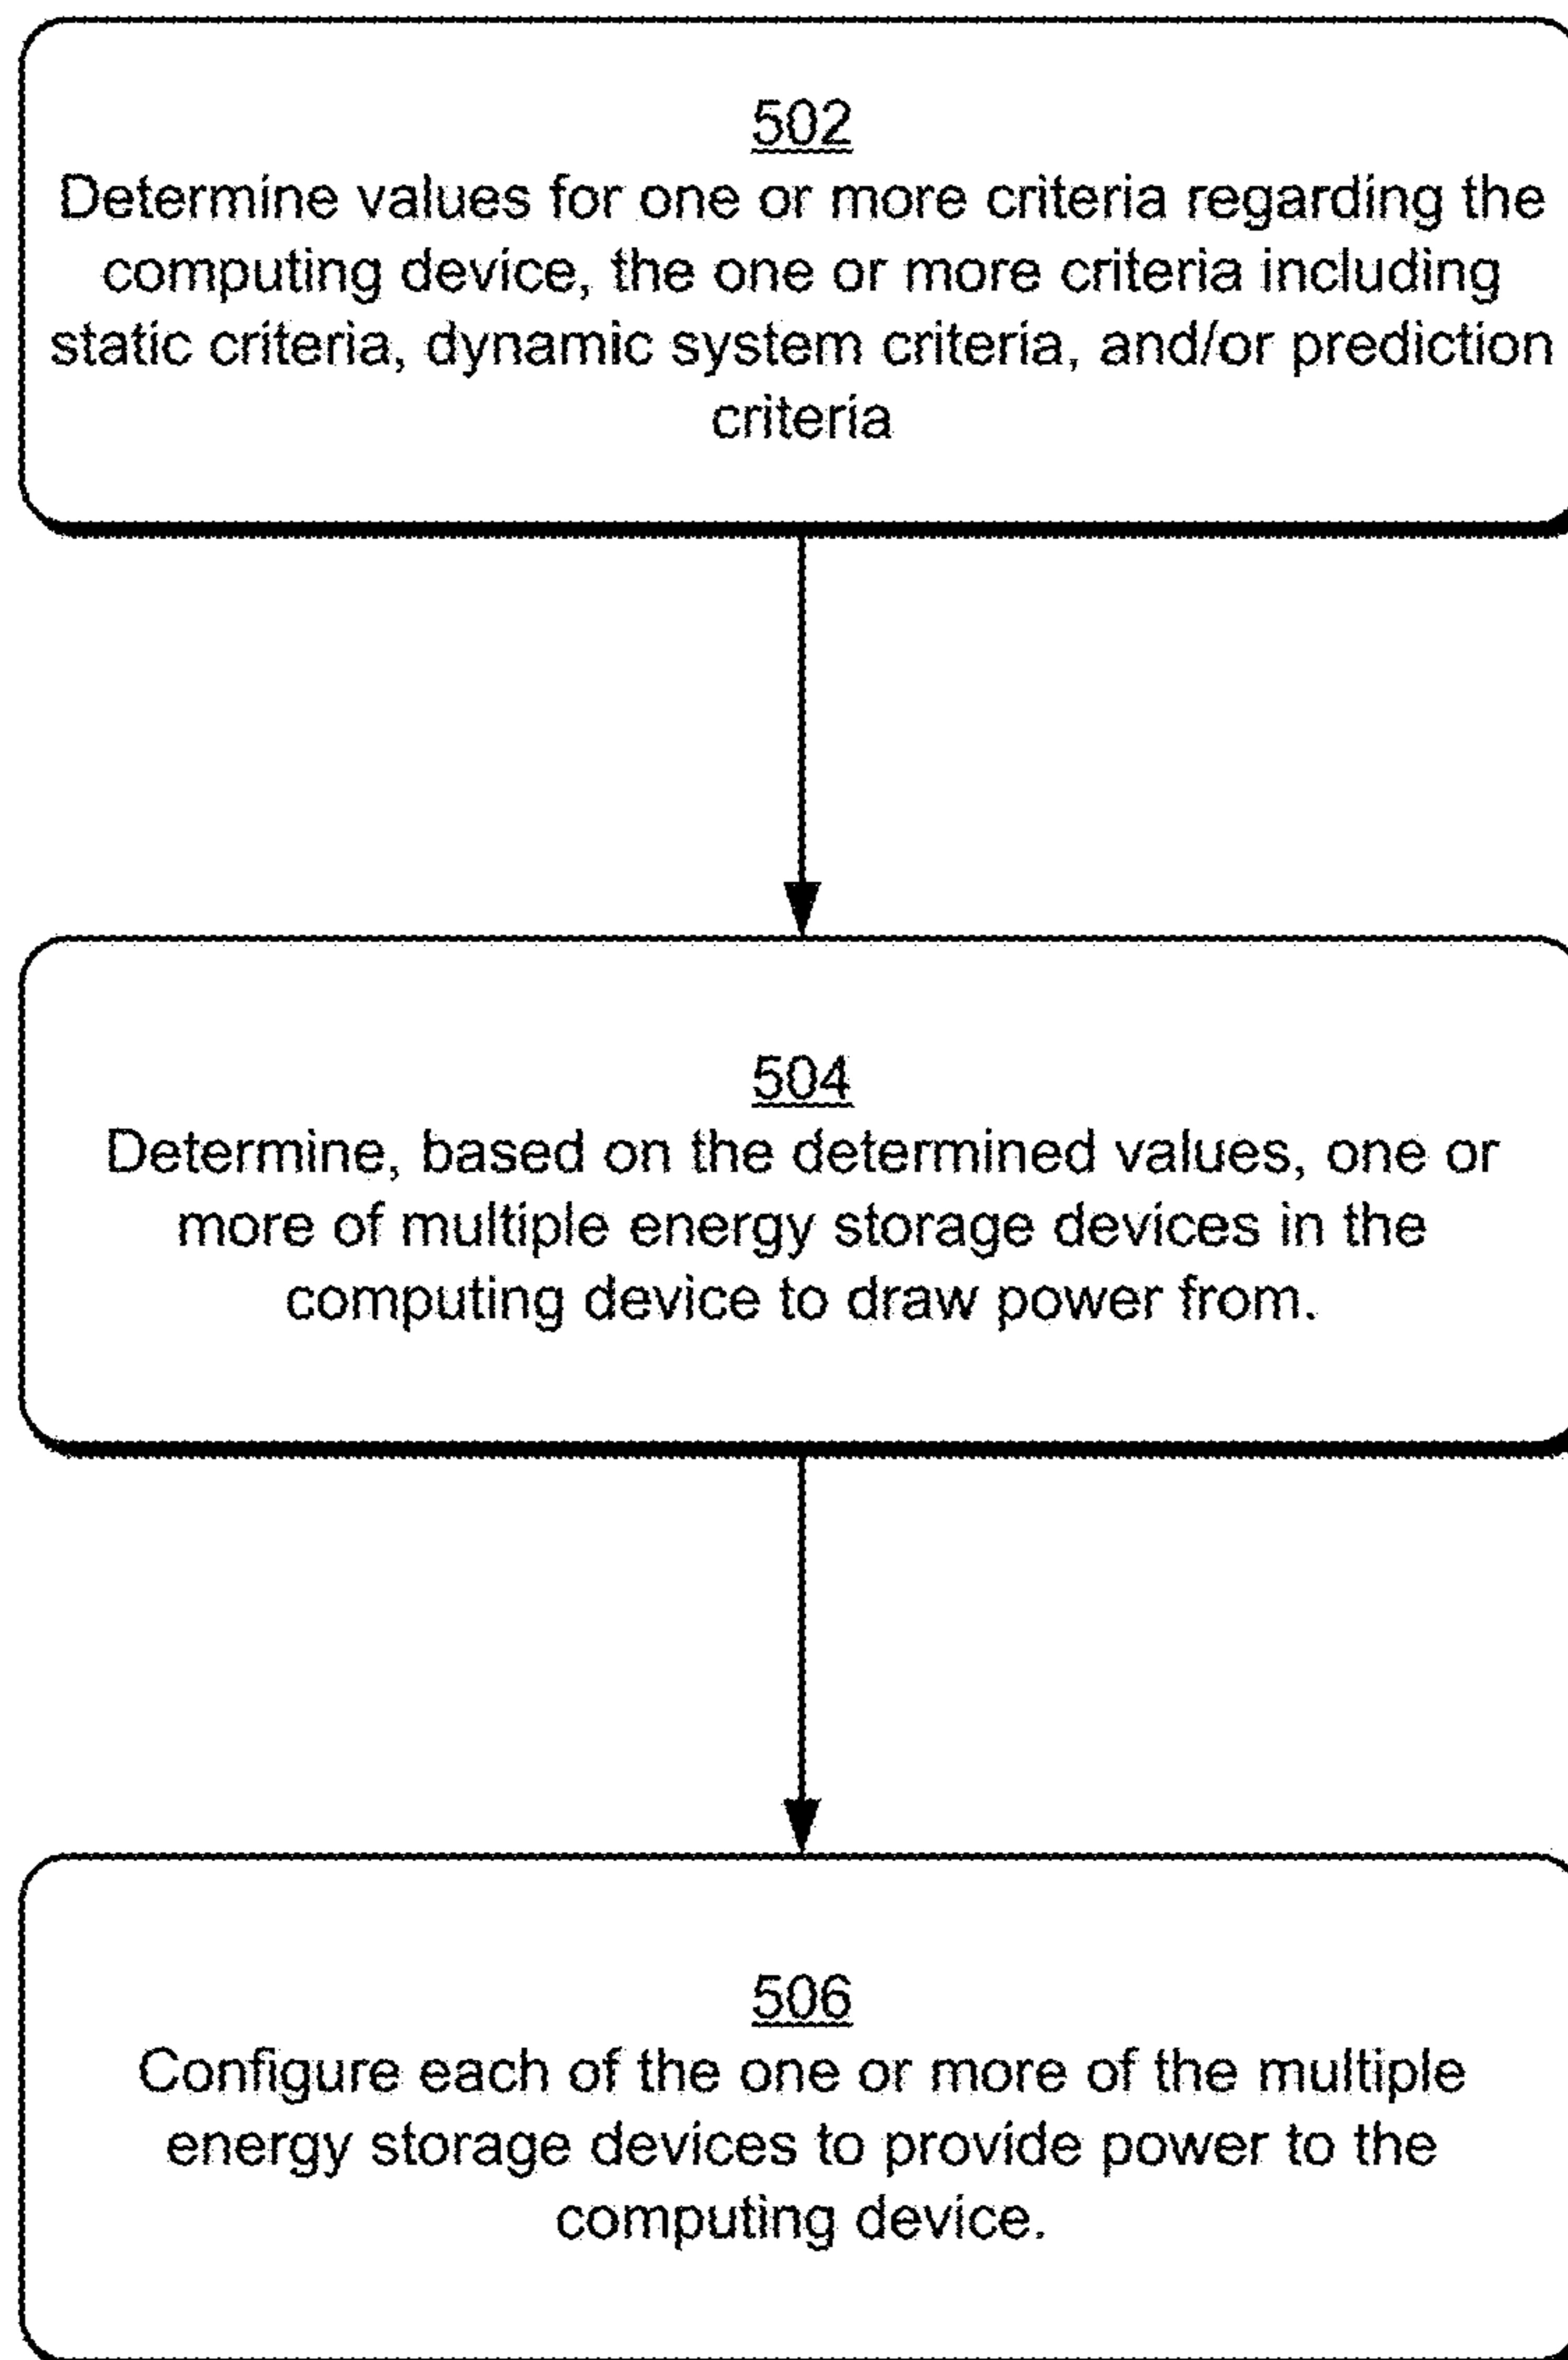 502
Determine values for one or more criteria regarding the
computing device, the one or more criteria including
static criteria, dynamic system criteria, and/or prediction
criteria
504
Determine, based on the determined values, one or
more of multiple energy storage devices in the
computing device to draw power from.
506
Configure each of the one or more of the multiple
energy storage devices to provide power to the
computing device.